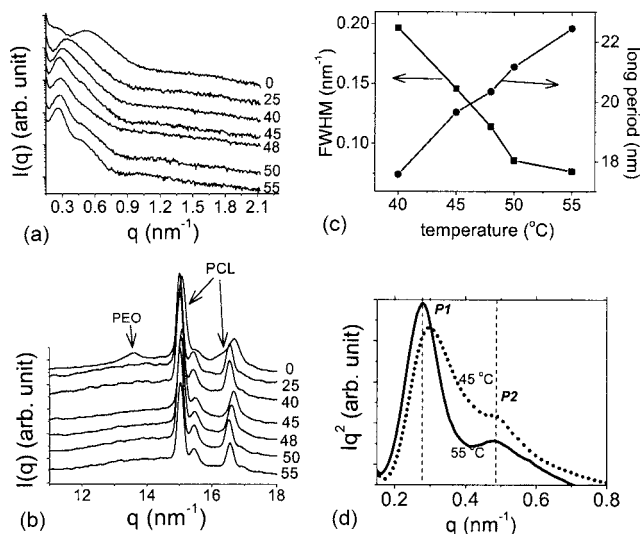 I(q) (arb. unit)
0
25
40
45
48
50
55
0.3 0.6 0.9 1.2 1.5 1.8 2.1
(a) q (nm⁻¹)
FWHM (nm⁻¹)
0.20
0.15
0.10
22
20
18
long period (nm)
40 45 50 55
(c) temperature (°C)
I(q) (arb. unit)
PEO
PCL
0
25
40
45
48
50
55
12 14 16 18
(b) q (nm⁻¹)
Iq² (arb. unit)
P1
45 °C
P2
55 °C
0.2 0.4 0.6 0.8
(d) q (nm⁻¹)